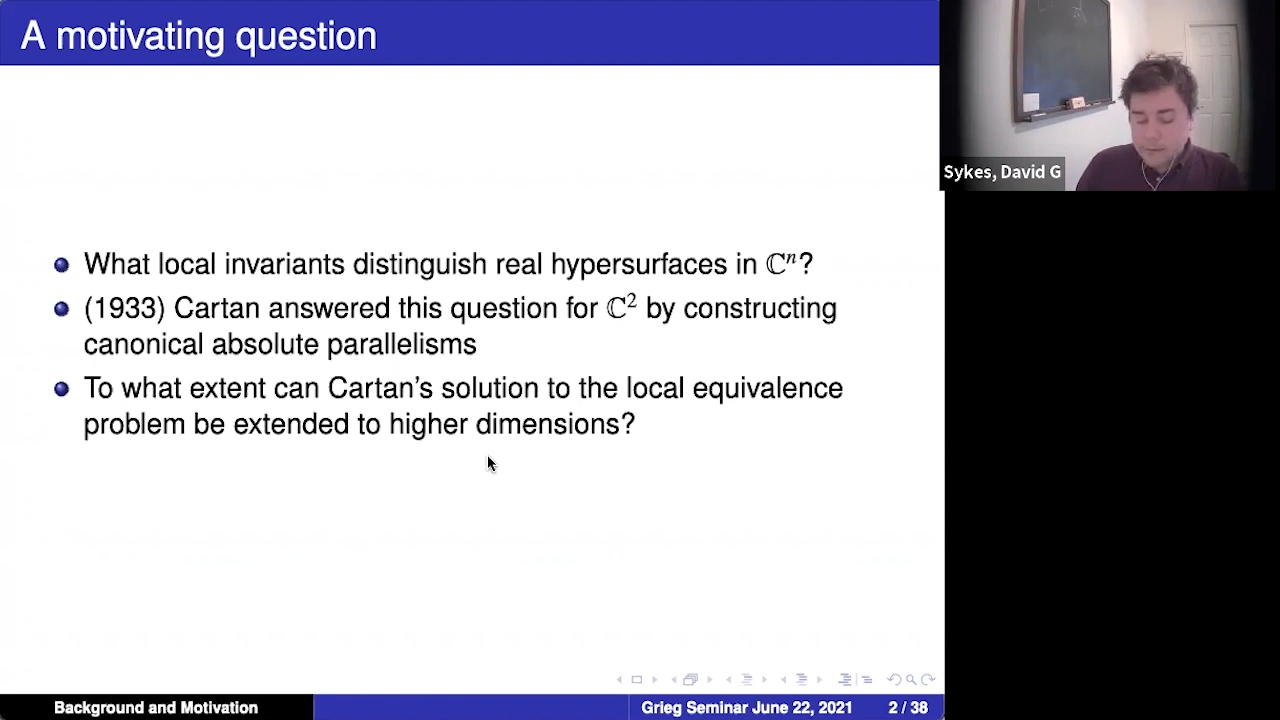 A motivating question
Sykes, David G
What local invariants distinguish real hypersurfaces in ℂⁿ?
(1933) Cartan answered this question for ℂ² by constructing
canonical absolute parallelisms
To what extent can Cartan's solution to the local equivalence
problem be extended to higher dimensions?
Background and Motivation
Grieg Seminar June 22, 2021
2 / 38